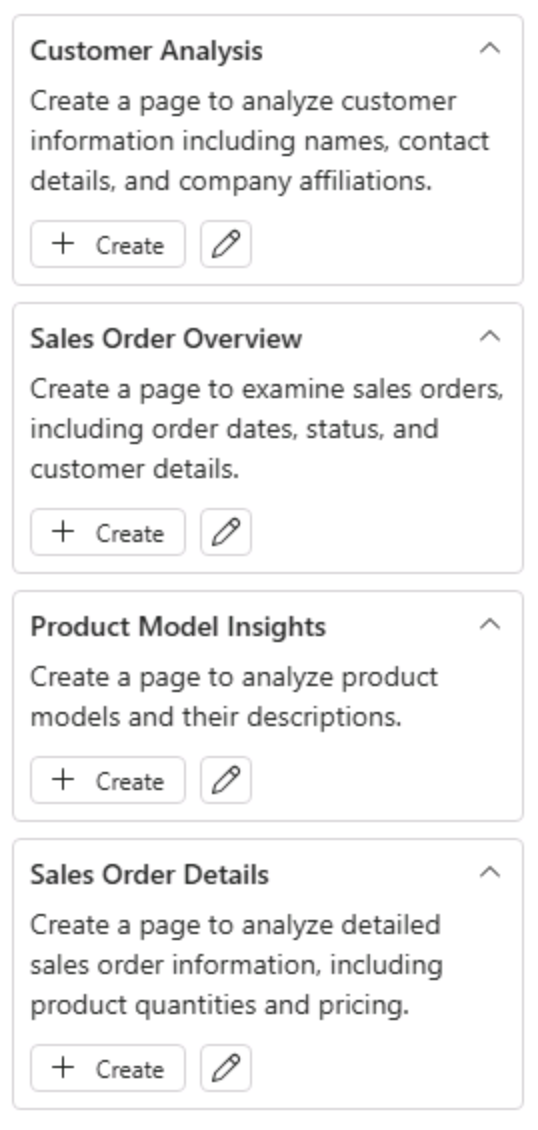 Customer Analysis
Create a page to analyze customer
information including names, contact
details, and company affiliations.
+ Create
Sales Order Overview
Create a page to examine sales orders,
including order dates, status, and
customer details.
+ Create
Product Model Insights
Create a page to analyze product
models and their descriptions.
+ Create
Sales Order Details
Create a page to analyze detailed
sales order information, including
product quantities and pricing.
+ Create